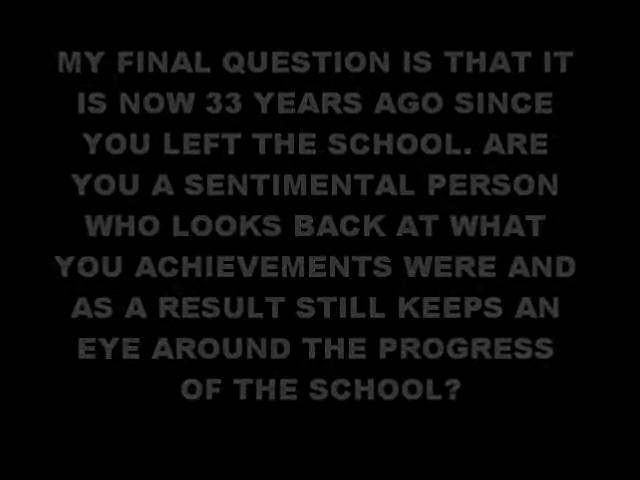 MY FINAL QUESTION IS THAT IT
IS NOW 33 YEARS AGO SINCE
YOU LEFT THE SCHOOL. ARE
YOU A SENTIMENTAL PERSON
WHO LOOKS BACK AT WHAT
YOU ACHIEVEMENTS WERE AND
AS A RESULT STILL KEEPS AN
EYE AROUND THE PROGRESS
OF THE SCHOOL?